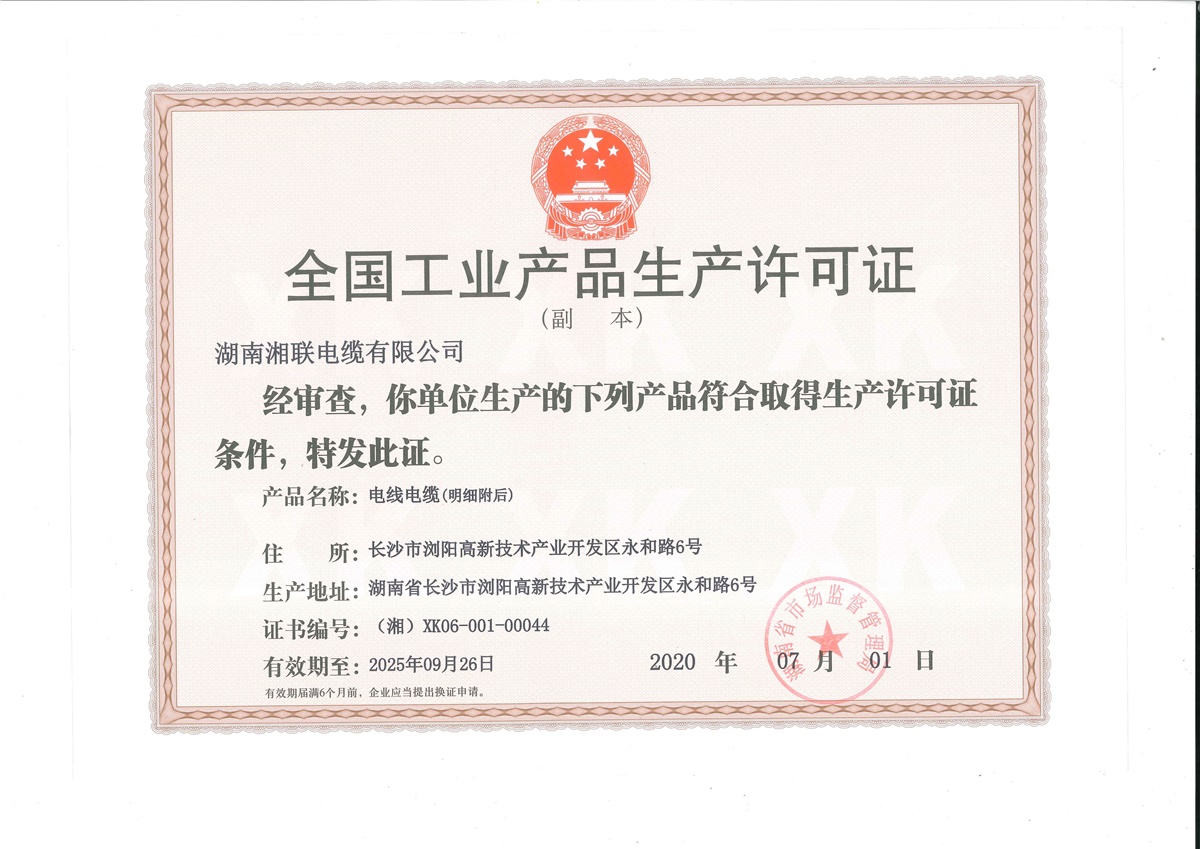 全国工业产品生产许可证
(副 本)
湖南湘联电缆有限公司
经审查，你单位生产的下列产品符合取得生产许可证
条件，特发此证。
产品名称：电线电缆(明细附后)
住 所：长沙市浏阳高新技术产业开发区永和路6号
生产地址：湖南省长沙市浏阳高新技术产业开发区永和路6号
证书编号：（湘）XK06-001-00044
有效期至：2025年09月26日
2020 年 07 月 01 日
有效期届满6个月前，企业应当提出换证申请。
湖南省市场监督管理局
XK XK XK
XK XK XK